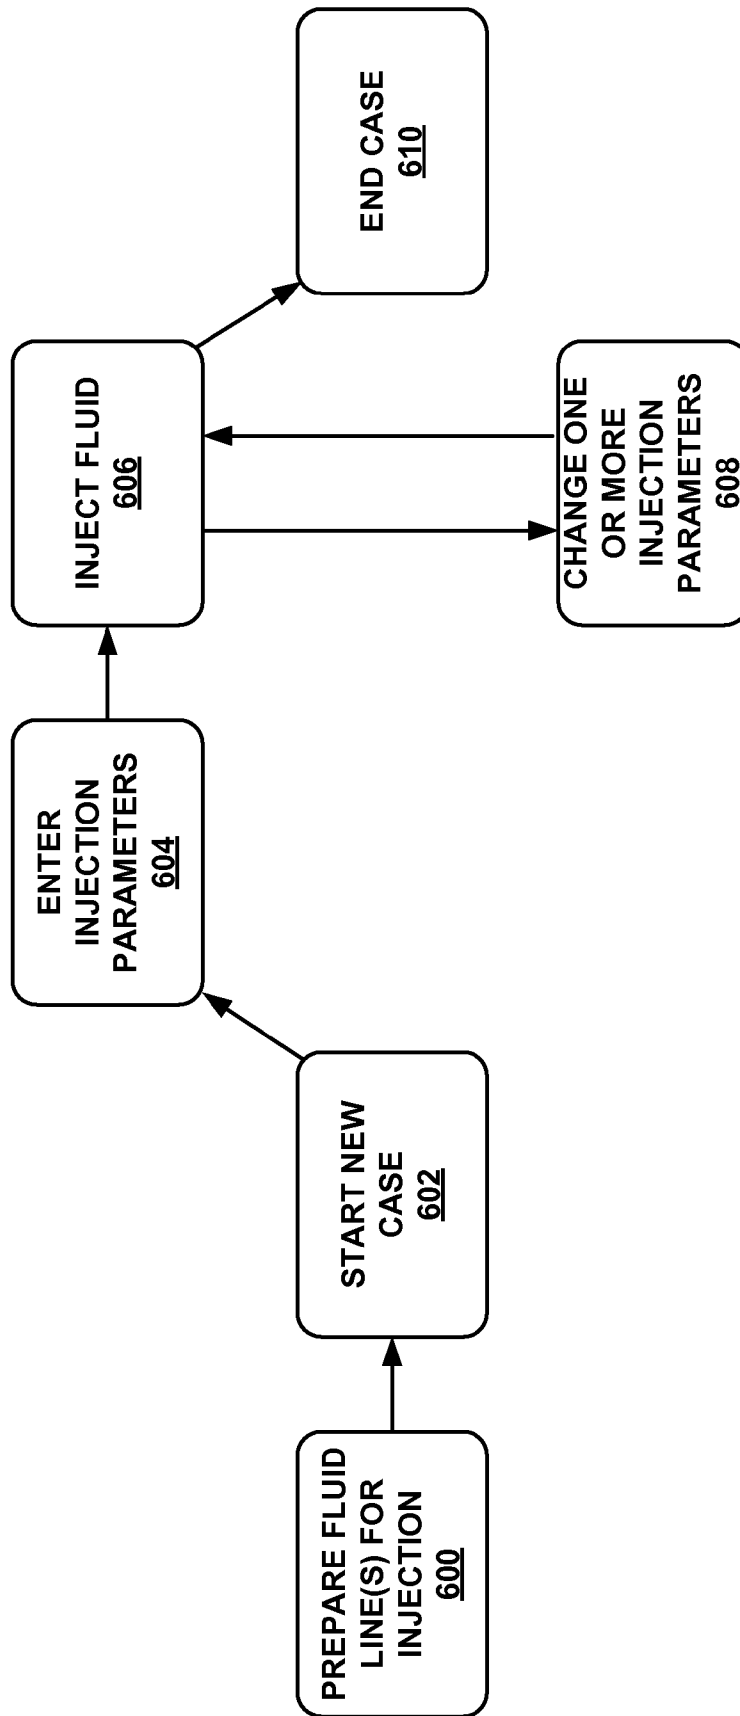 PREPARE FLUID
LINE(S) FOR
INJECTION
600
START NEW
CASE
602
ENTER
INJECTION
PARAMETERS
604
INJECT FLUID
606
CHANGE ONE
OR MORE
INJECTION
PARAMETERS
608
END CASE
610